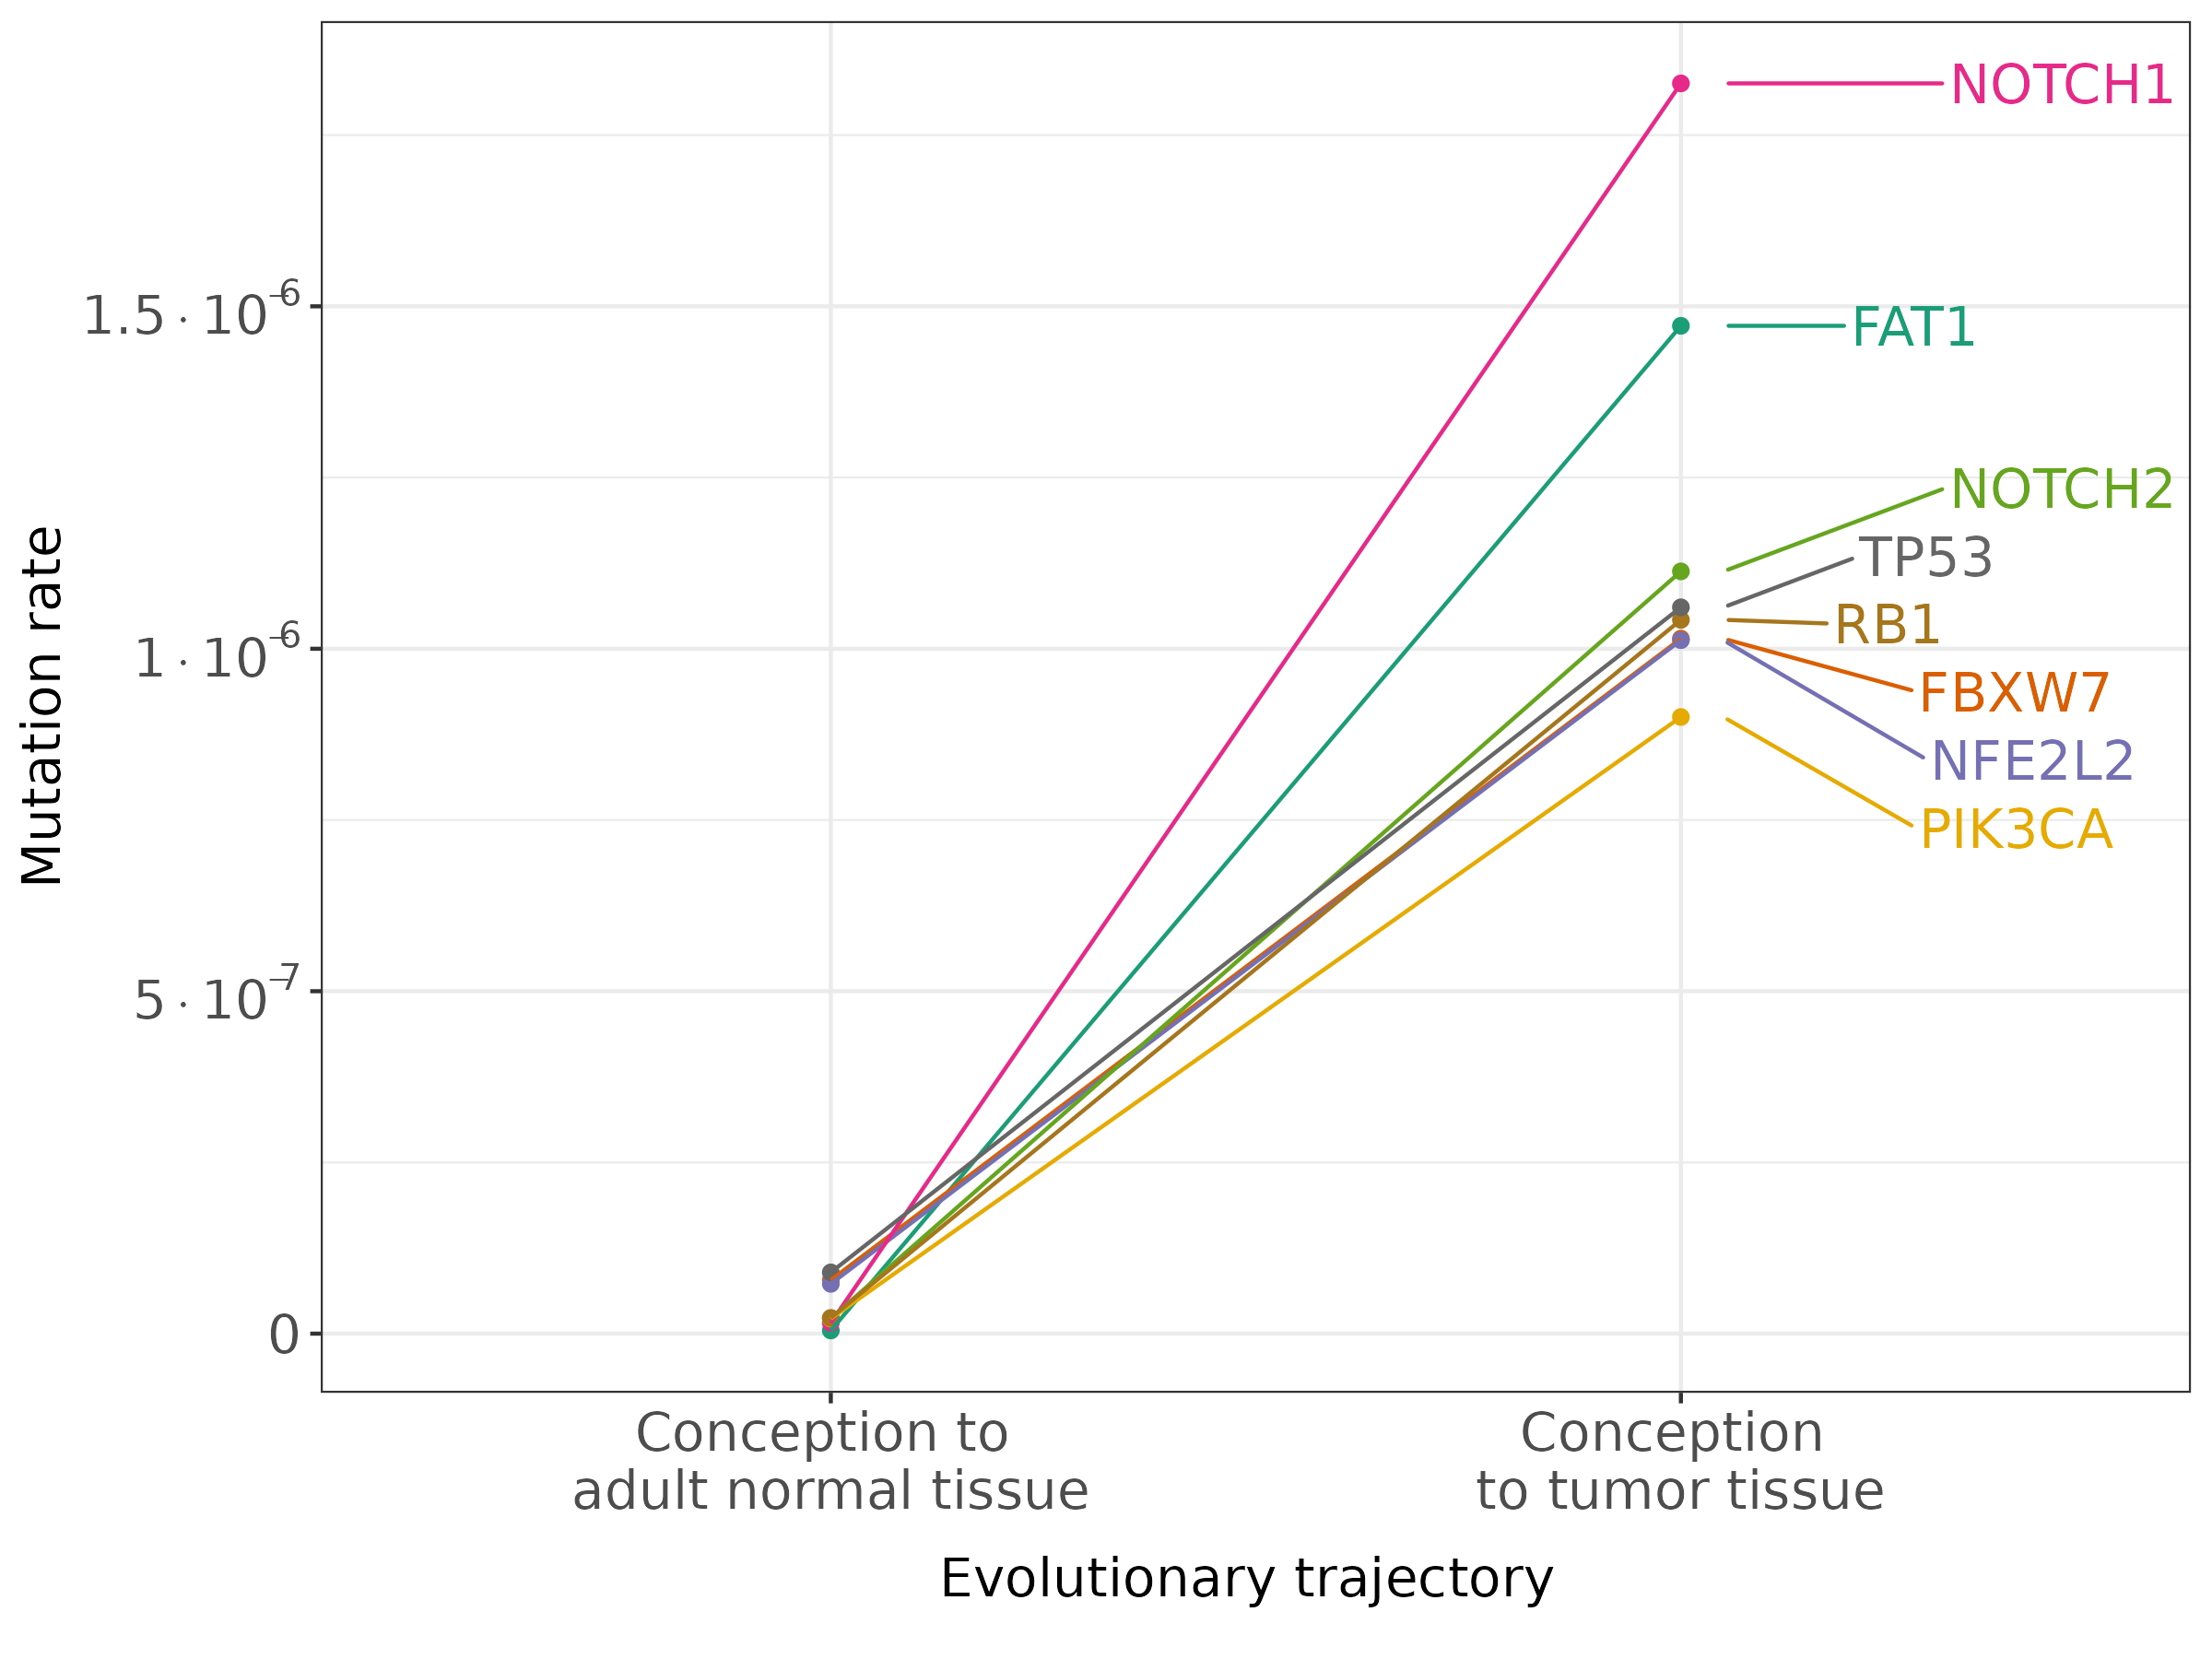 NOTCH1
1.5 · 10⁻⁶
FAT1
NOTCH2
TP53
RB1
1 · 10⁻⁶
FBXW7
NFE2L2
PIK3CA
Mutation rate
5 · 10⁻⁷
0
Conception to
adult normal tissue
Conception
to tumor tissue
Evolutionary trajectory